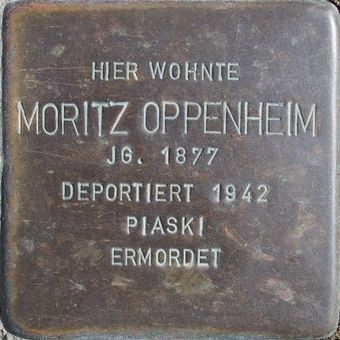 HIER WOHNTE
MORITZ OPPENHEIM
JG. 1877
DEPORTIERT 1942
PIASKI
ERMORDET